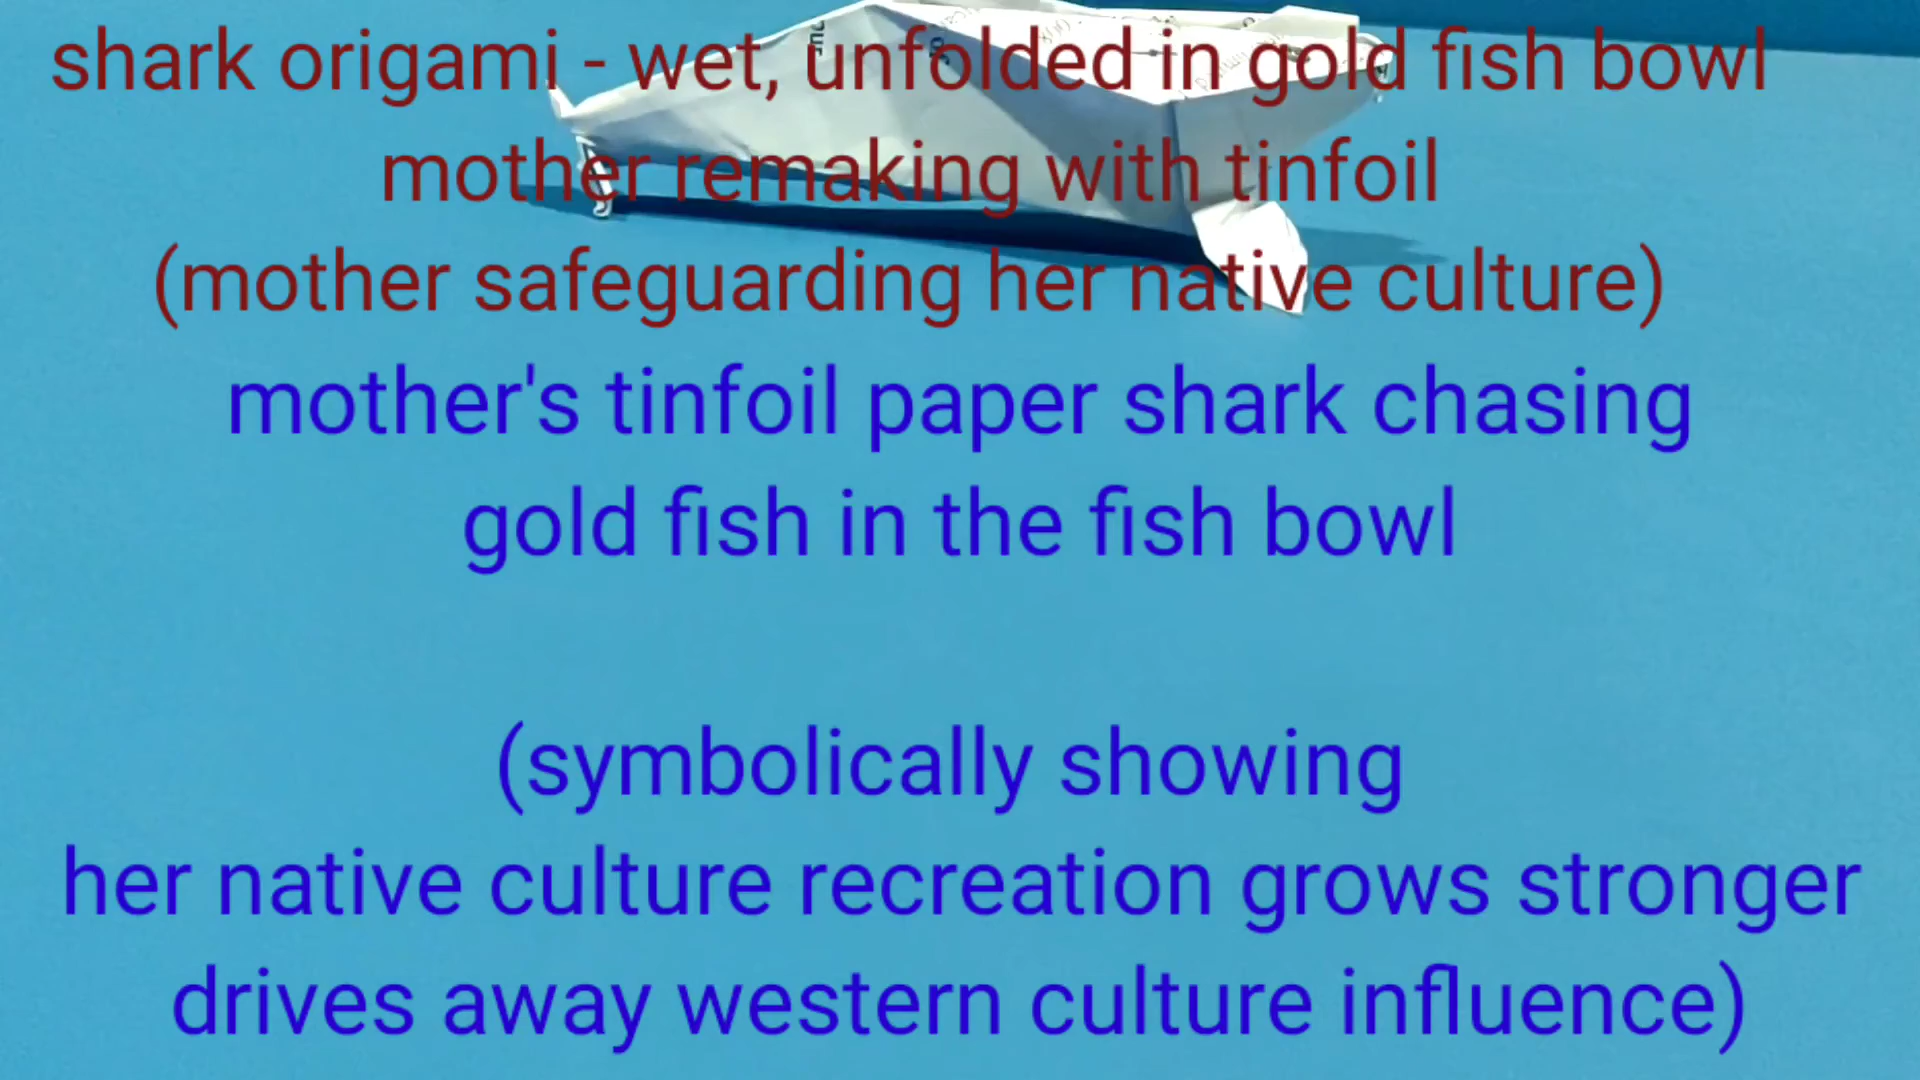 shark origami - wet, unfolded in gold fish bowl
mother remaking with tinfoil
(mother safeguarding her native culture)
mother's tinfoil paper shark chasing
gold fish in the fish bowl
(symbolically showing
her native culture recreation grows stronger
drives away western culture influence)